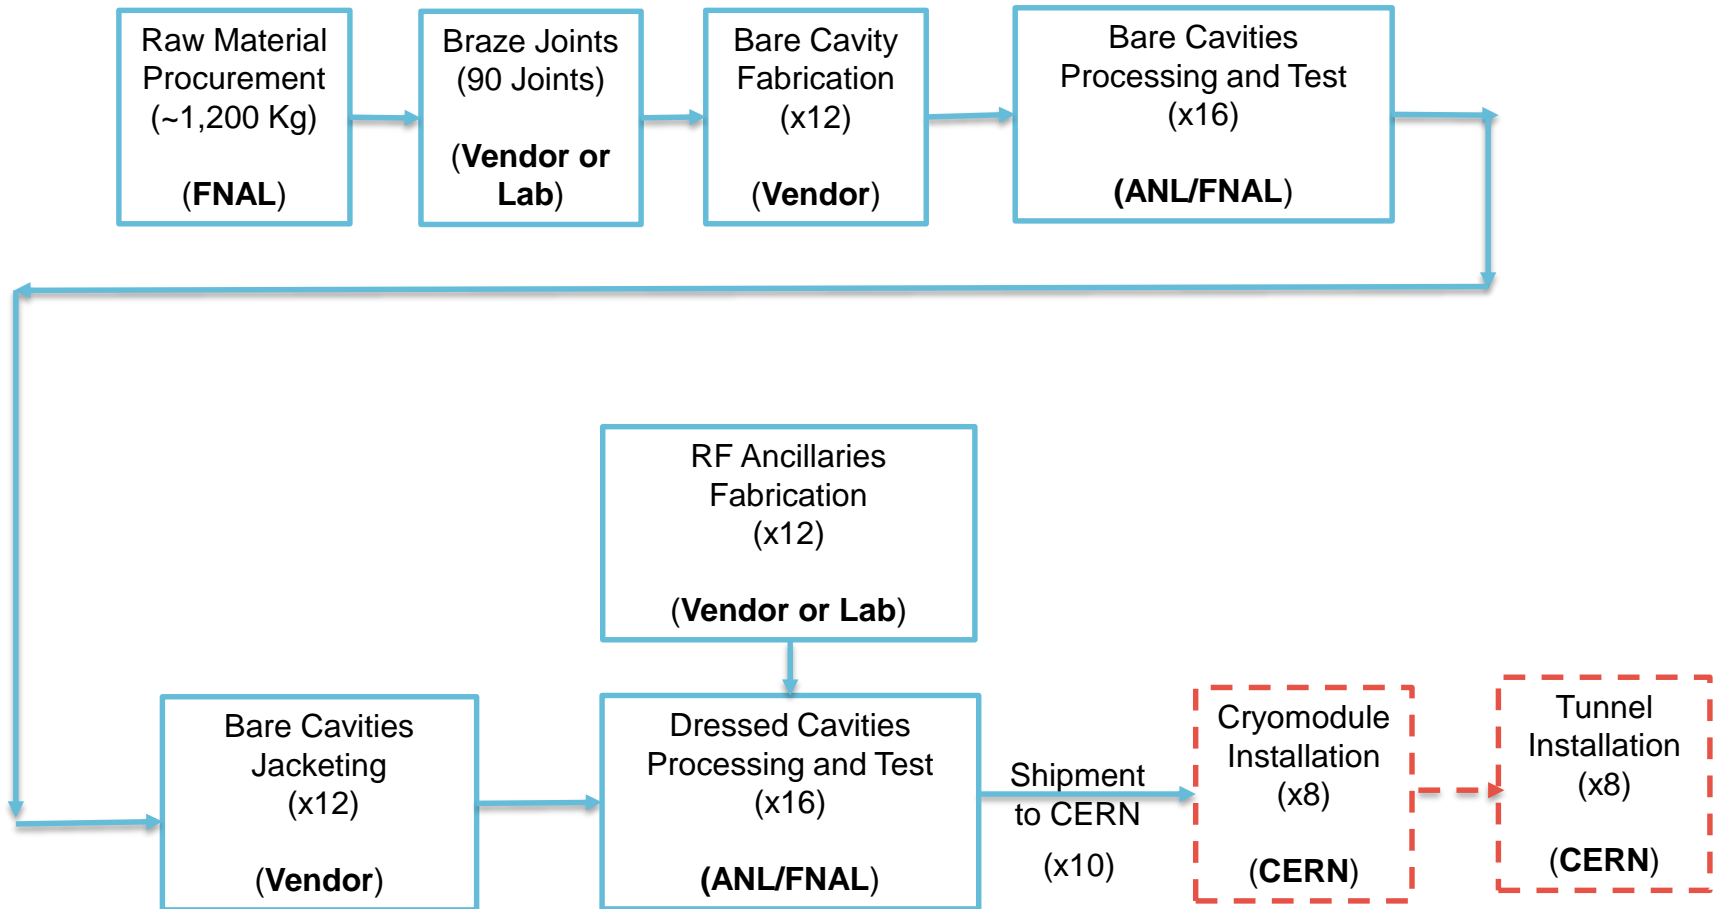 Raw Material
Procurement
(~1,200 Kg)
(FNAL)
Braze Joints
(90 Joints)
(Vendor or
Lab)
Bare Cavity
Fabrication
(x12)
(Vendor)
Bare Cavities
Processing and Test
(x16)
(ANL/FNAL)
RF Ancillaries
Fabrication
(x12)
(Vendor or Lab)
Bare Cavities
Jacketing
(x12)
(Vendor)
Dressed Cavities
Processing and Test
(x16)
(ANL/FNAL)
Shipment
to CERN
(x10)
Cryomodule
Installation
(x8)
(CERN)
Tunnel
Installation
(x8)
(CERN)